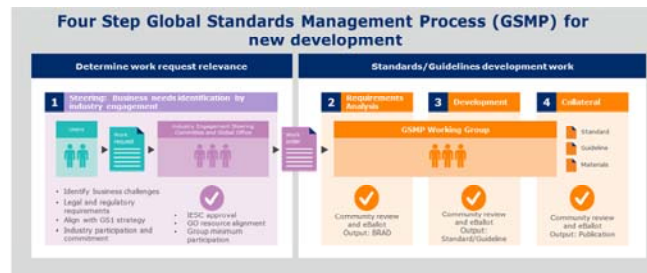 Four Step Global Standards Management Process (GSMP) for
new development
Determine work request relevance
Standards/Guidelines development work
1
Steering: Business needs identification by
industry engagement
2
Requirements
Analysis
3
Development
4
Collateral
Users
Work
request
Industry Engagement Steering
Committee and Global Office
Work
order
GSMP Working Group
Standard
Guideline
Materials
• Identify business challenges
• Legal and regulatory
requirements
• Align with GS1 strategy
• Industry participation and
commitment
• IESC approval
• GO resource alignment
• Group minimum
participation
Community review
and eBallot
Output: BRAD
Community review
and eBallot
Output:
Standard/Guideline
Community review
and eBallot
Output: Publication